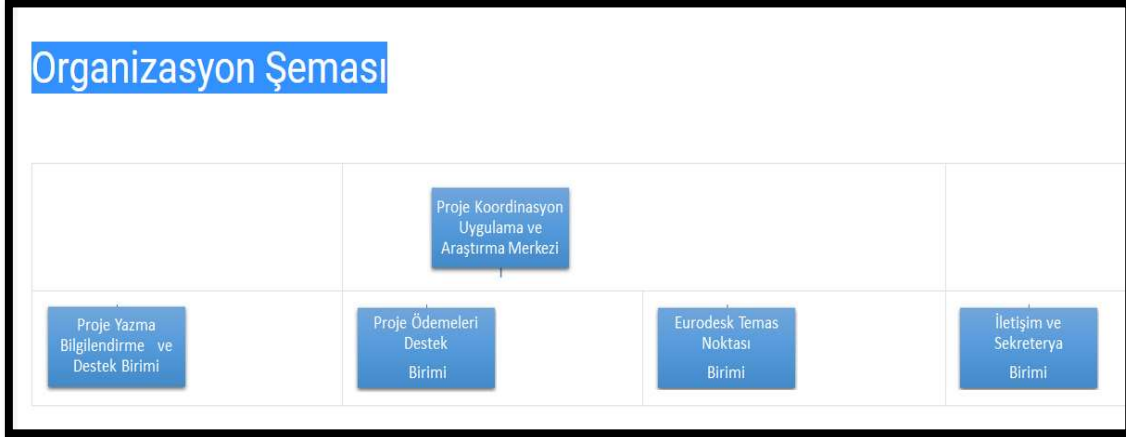 Organizasyon Şeması
Proje Koordinasyon
Uygulama ve
Araştırma Merkezi
Proje Yazma
Bilgilendirme ve
Destek Birimi
Proje Ödemeleri
Destek
Birimi
Eurodesk Temas
Noktası
Birimi
İletişim ve
Sekreterya
Birimi